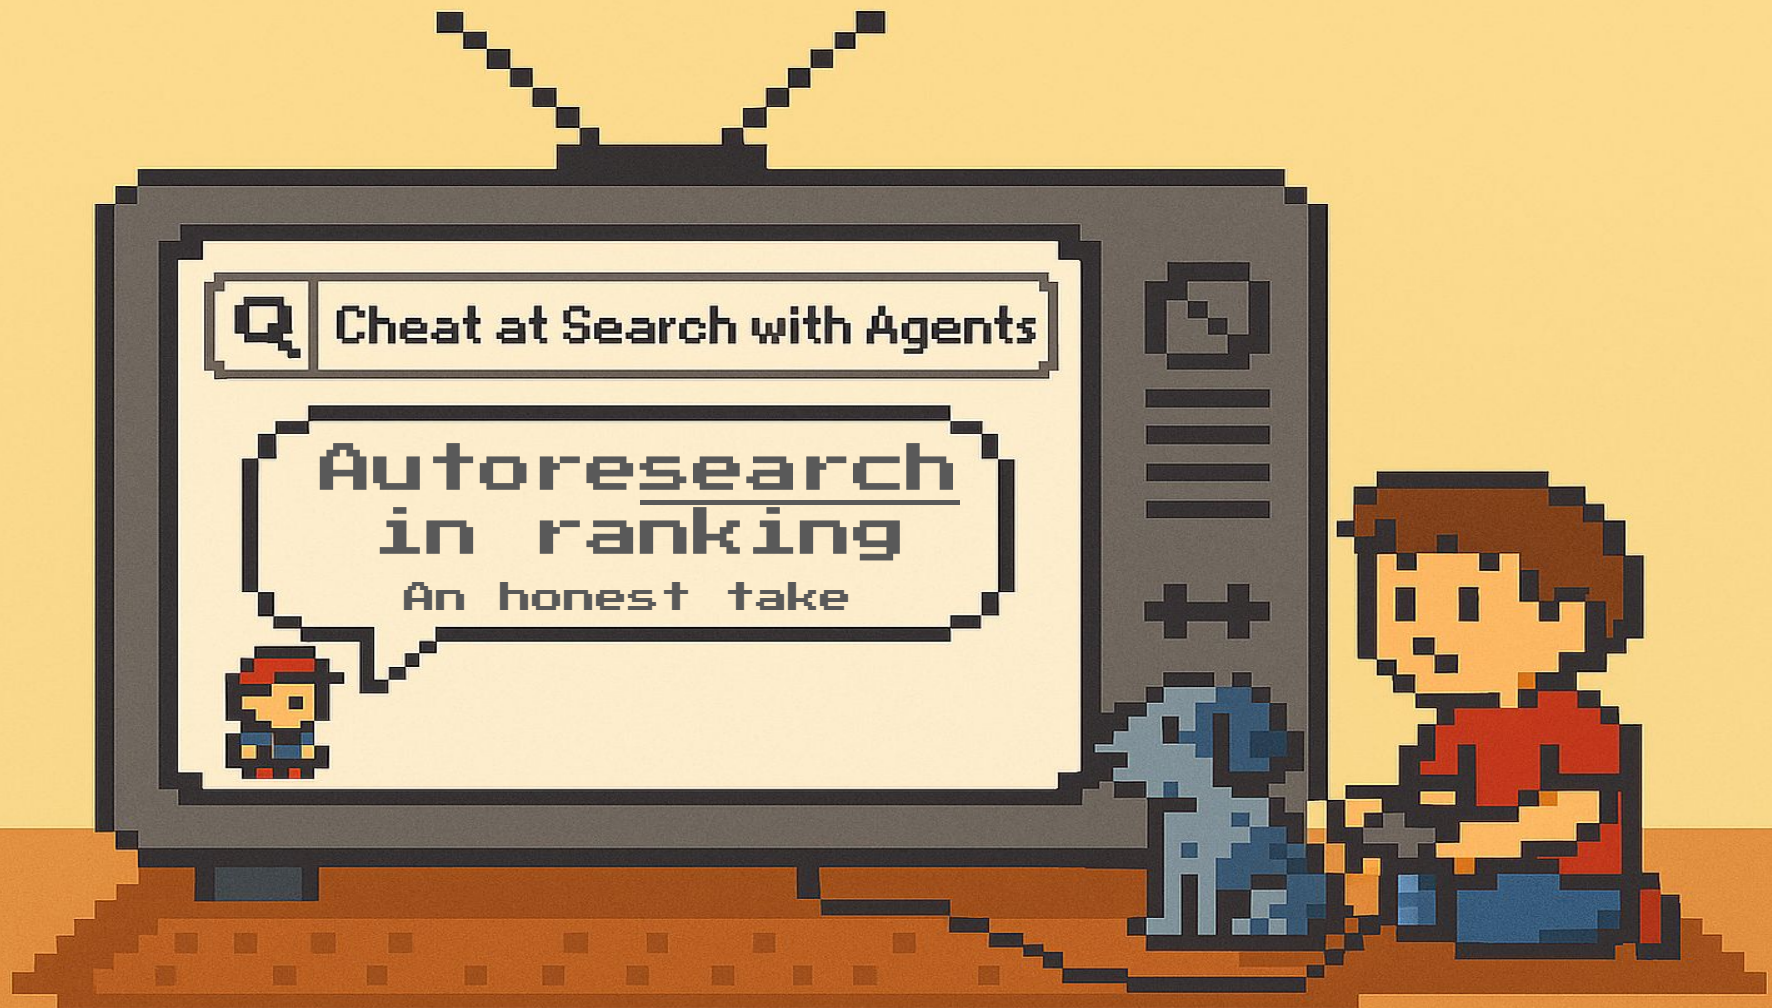 Cheat at Search with Agents
Autoresearch
in ranking
An honest take